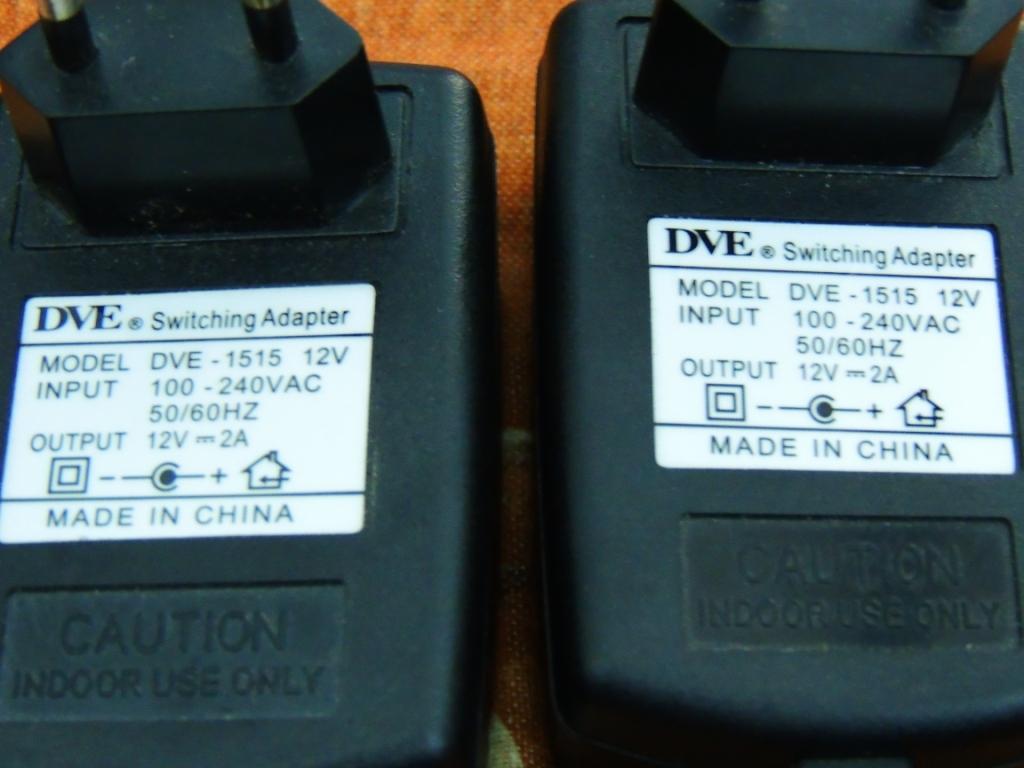 DVE ® Switching Adapter
MODEL DVE - 1515 12V
INPUT 100 - 240VAC
50/60HZ
OUTPUT 12V ⎓ 2A
- +
MADE IN CHINA
CAUTION
INDOOR USE ONLY
DVE ® Switching Adapter
MODEL DVE - 1515 12V
INPUT 100 - 240VAC
50/60HZ
OUTPUT 12V ⎓ 2A
- +
MADE IN CHINA
CAUTION
INDOOR USE ONLY